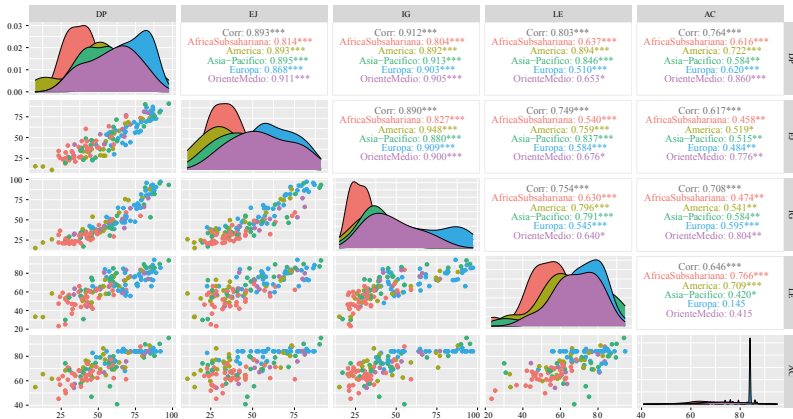 DP EJ IG LE AC
0.03
0.02
0.01
0.00
Corr: 0.893***
AfricaSubsahariana: 0.814***
America: 0.893***
Asia−Pacifico: 0.895***
Europa: 0.868***
OrienteMedio: 0.911***
Corr: 0.912***
AfricaSubsahariana: 0.804***
America: 0.892***
Asia−Pacifico: 0.913***
Europa: 0.903***
OrienteMedio: 0.905***
Corr: 0.803***
AfricaSubsahariana: 0.637***
America: 0.894***
Asia−Pacifico: 0.846***
Europa: 0.510***
OrienteMedio: 0.653*
Corr: 0.764***
AfricaSubsahariana: 0.616***
America: 0.722***
Asia−Pacifico: 0.584**
Europa: 0.620***
OrienteMedio: 0.860***
DP
75
50
25
Corr: 0.890***
AfricaSubsahariana: 0.827***
America: 0.948***
Asia−Pacifico: 0.880***
Europa: 0.909***
OrienteMedio: 0.900***
Corr: 0.749***
AfricaSubsahariana: 0.540***
America: 0.759***
Asia−Pacifico: 0.837***
Europa: 0.584***
OrienteMedio: 0.676*
Corr: 0.617***
AfricaSubsahariana: 0.458**
America: 0.519*
Asia−Pacifico: 0.515**
Europa: 0.484**
OrienteMedio: 0.776**
EJ
100
75
50
25
Corr: 0.754***
AfricaSubsahariana: 0.630***
America: 0.796***
Asia−Pacifico: 0.791***
Europa: 0.545***
OrienteMedio: 0.640*
Corr: 0.708***
AfricaSubsahariana: 0.474**
America: 0.541**
Asia−Pacifico: 0.584**
Europa: 0.595***
OrienteMedio: 0.804**
IG
80
60
40
20
Corr: 0.646***
AfricaSubsahariana: 0.766***
America: 0.709***
Asia−Pacifico: 0.420*
Europa: 0.145
OrienteMedio: 0.415
LE
80
60
40
AC
25 50 75 100 25 50 75 25 50 75 100 20 40 60 80 40 60 80